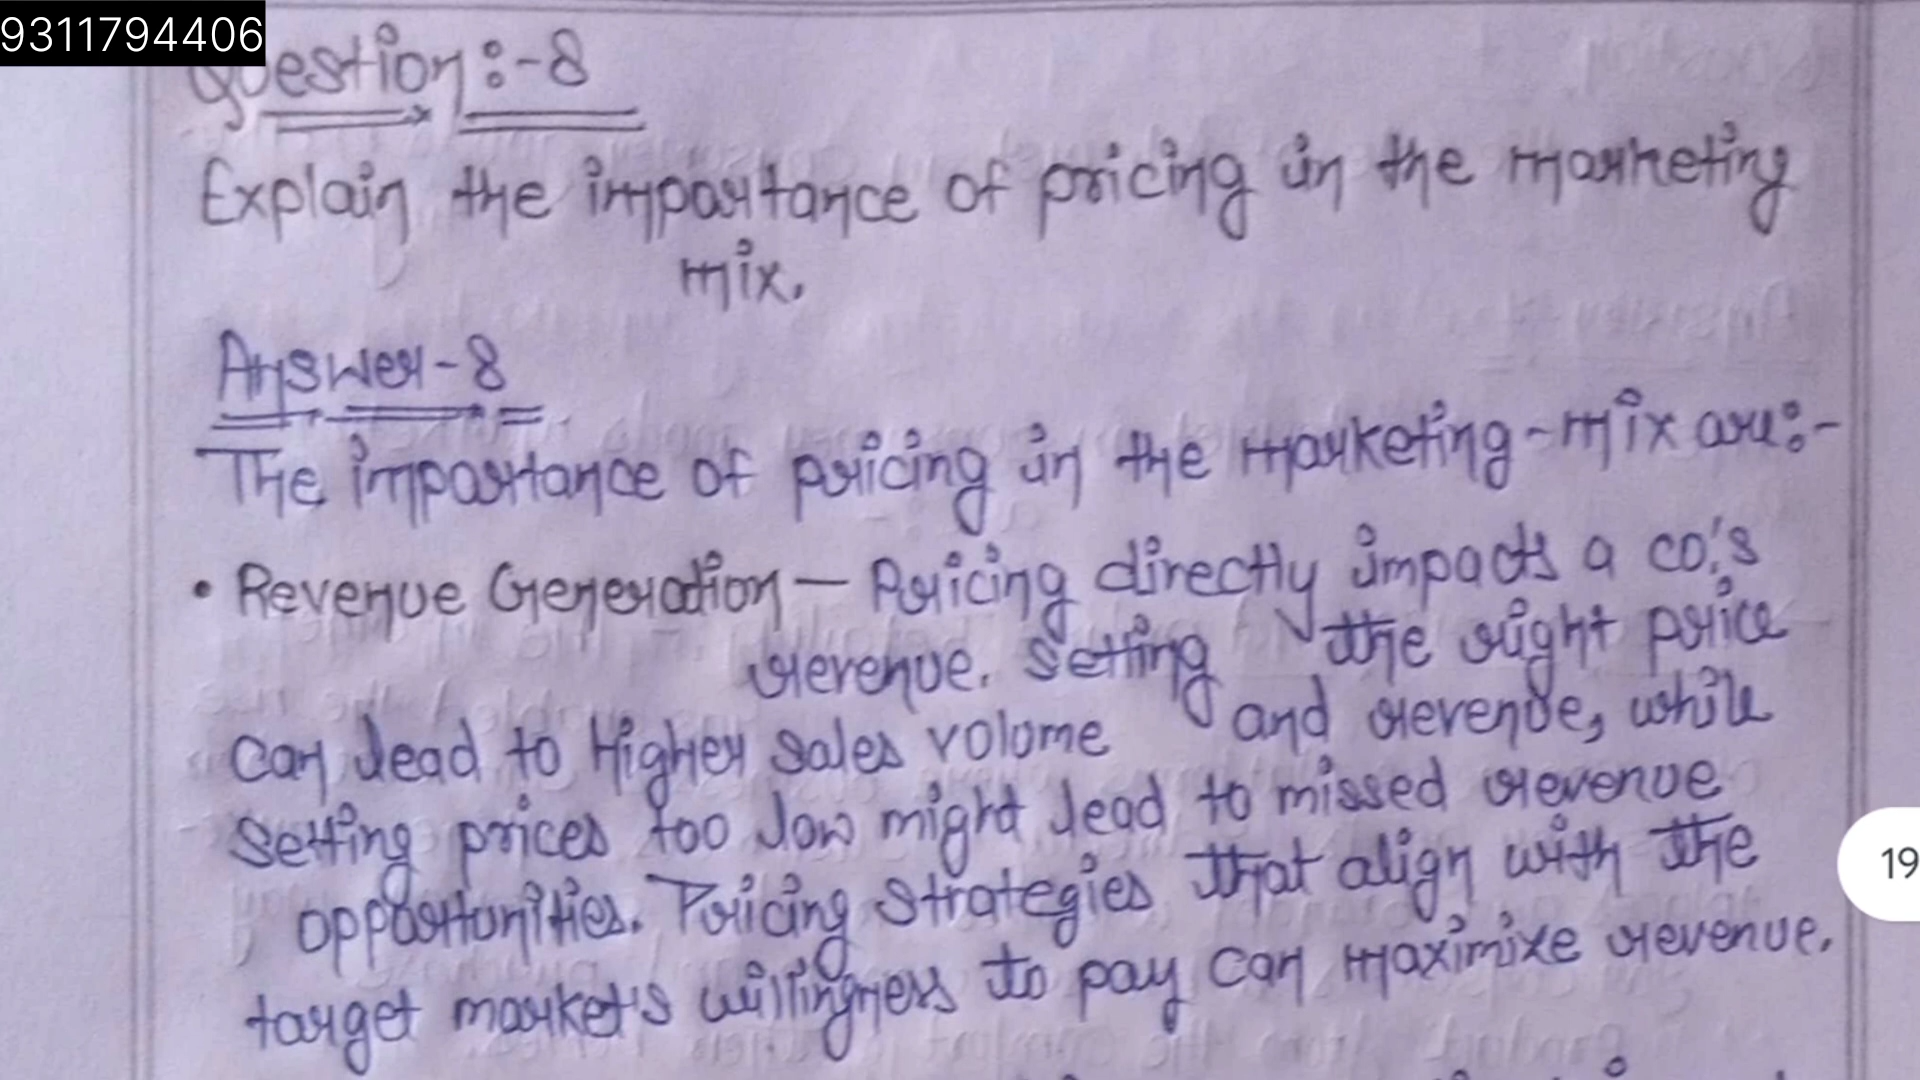 9311794406
Question:-8
Explain the importance of pricing in the marketing
mix.
Answer-8
The importance of pricing in the marketing-mix are:-
• Revenue Generation — Pricing directly impacts a co.'s
revenue. Setting the right price
can lead to Higher sales volume and revenue, while
setting prices too low might lead to missed revenue
opportunities. Pricing strategies that align with the
target market's willingness to pay can maximize revenue.
19